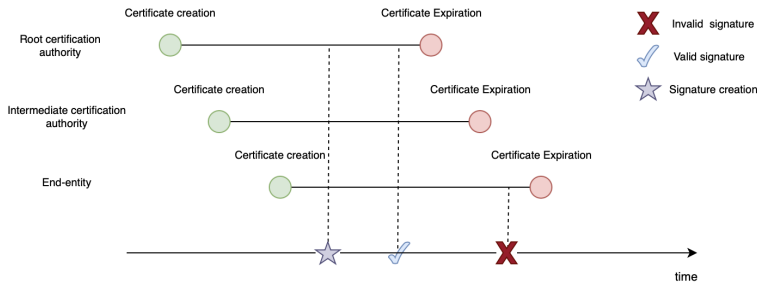 Certificate creation
Certificate Expiration
Root certification
authority
Invalid signature
Valid signature
Signature creation
Certificate creation
Certificate Expiration
Intermediate certification
authority
Certificate creation
Certificate Expiration
End-entity
time